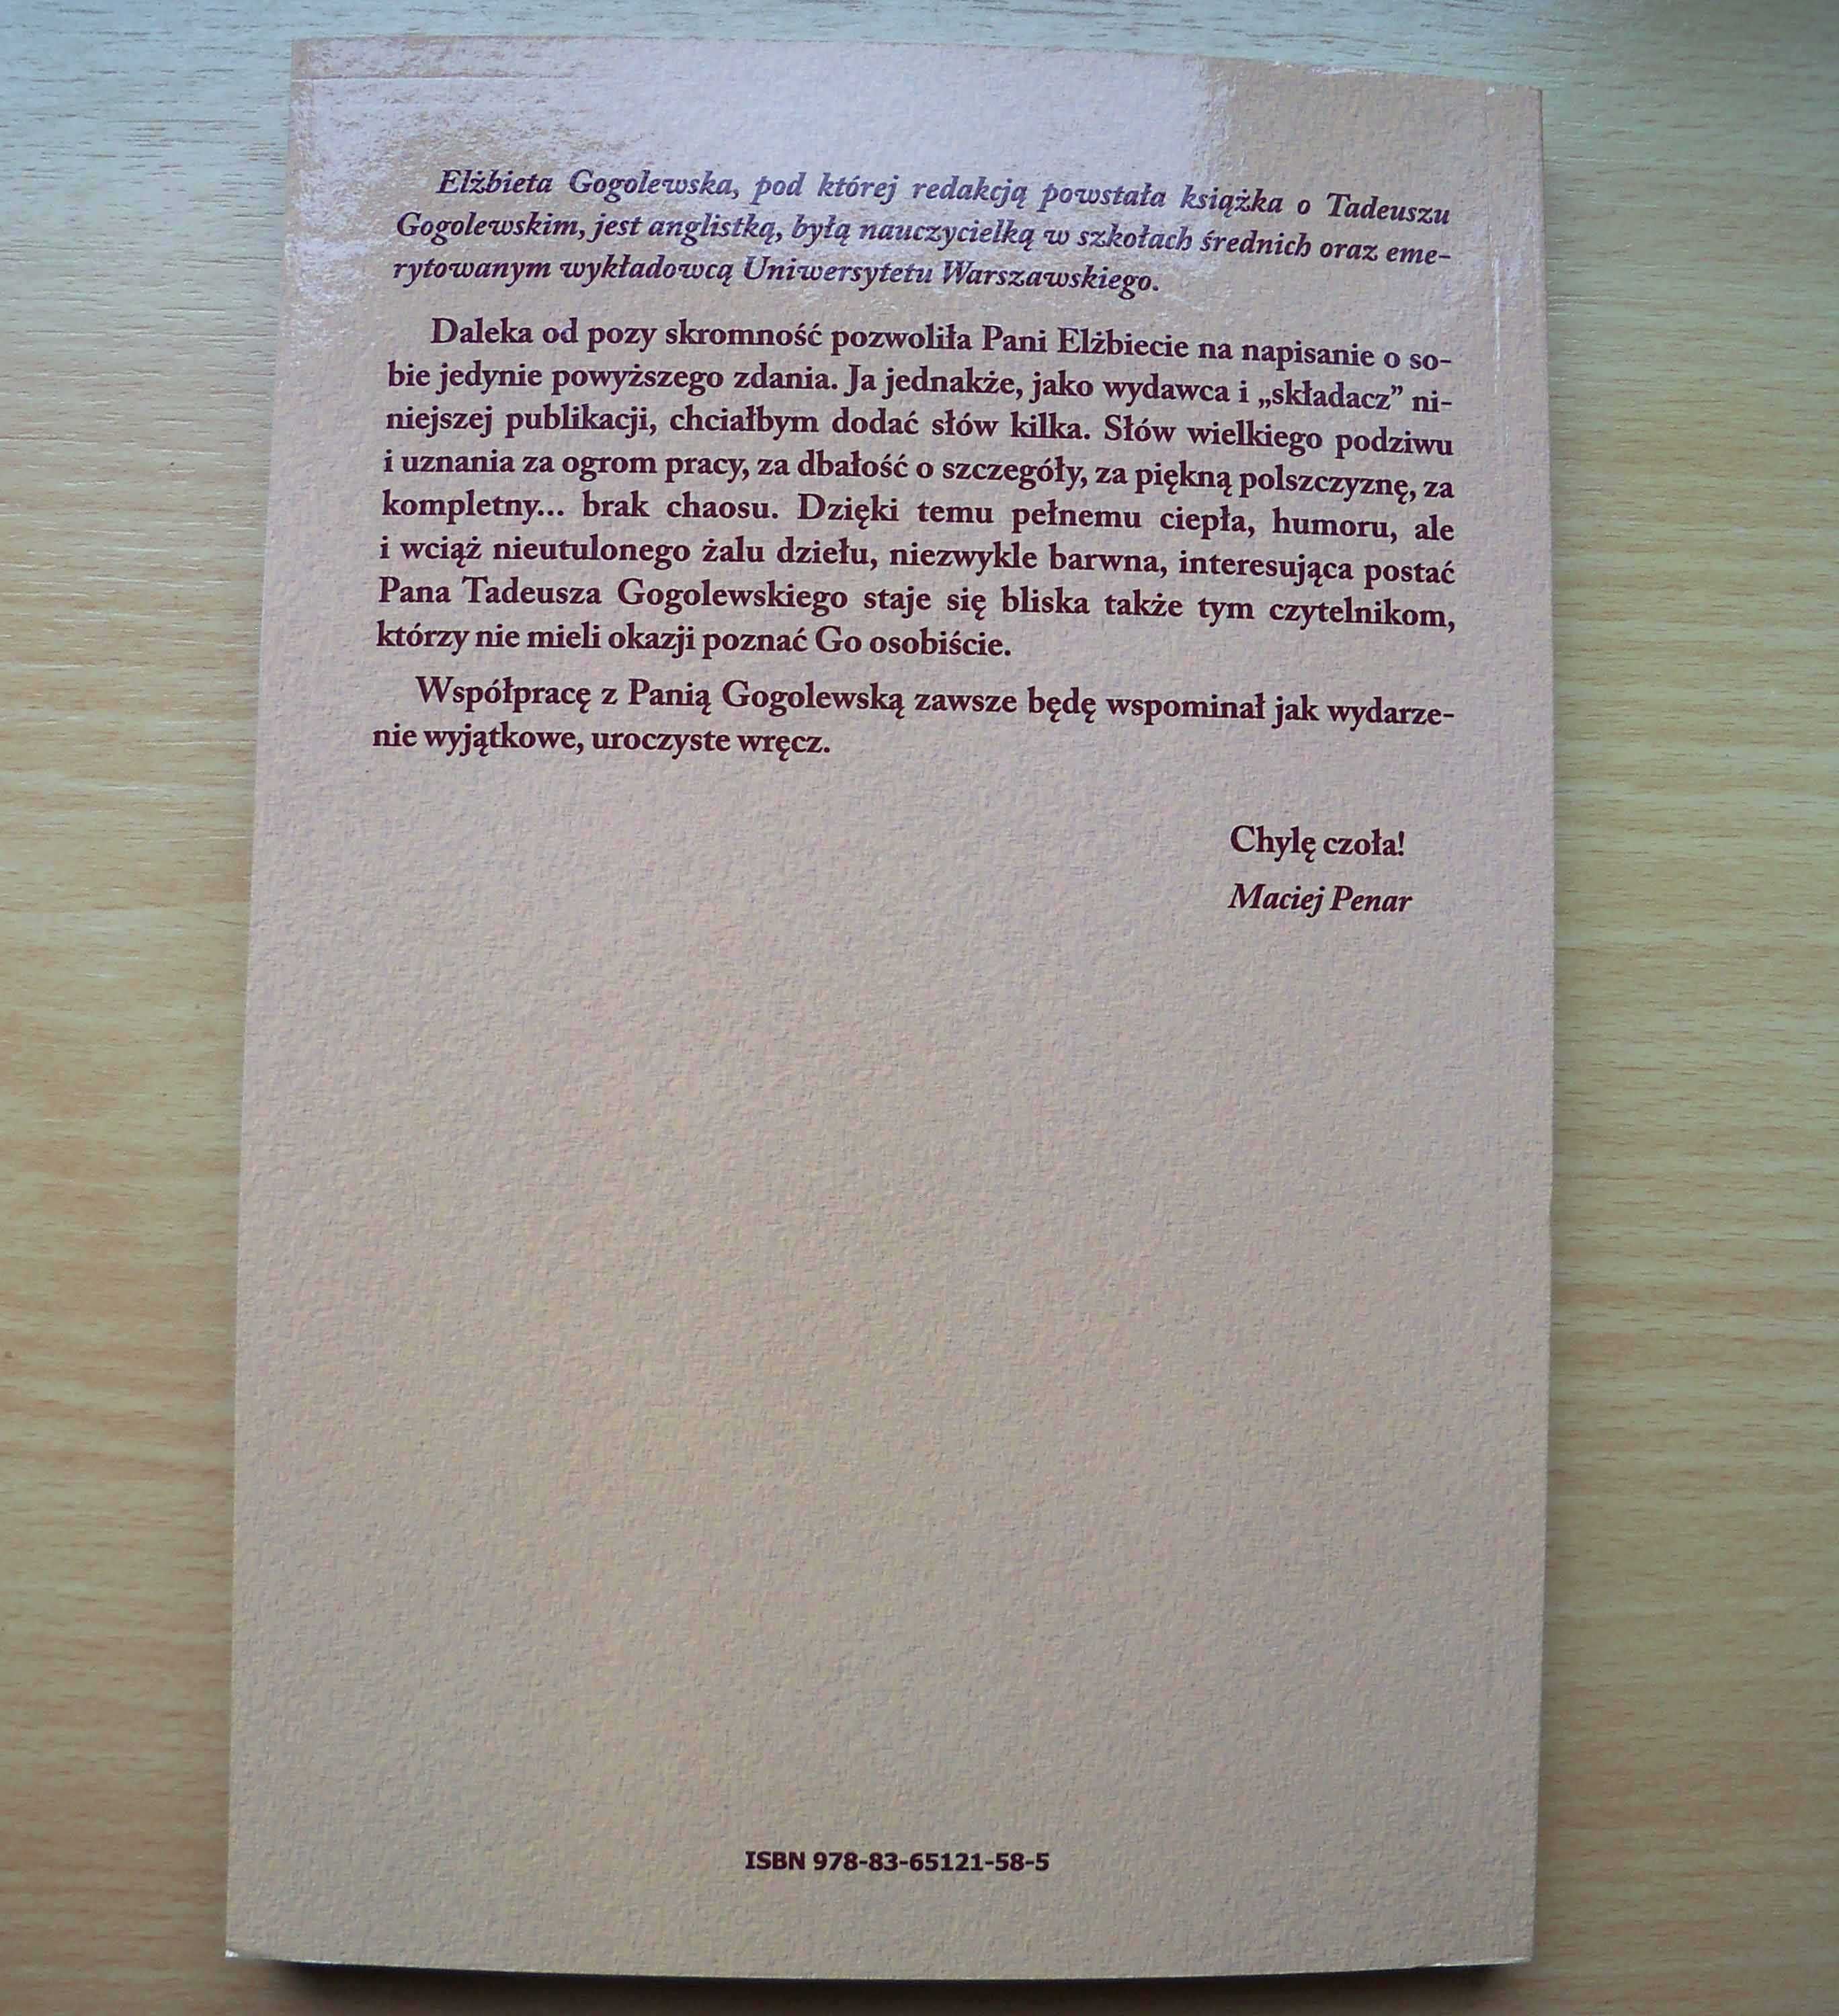 Elżbieta Gogolewska, pod której redakcją powstała książka o Tadeuszu
Gogolewskim, jest anglistką, byłą nauczycielką w szkołach średnich oraz eme-
rytowanym wykładowcą Uniwersytetu Warszawskiego.
Daleka od pozy skromność pozwoliła Pani Elżbiecie na napisanie o so-
bie jedynie powyższego zdania. Ja jednakże, jako wydawca i „składacz” ni-
niejszej publikacji, chciałbym dodać słów kilka. Słów wielkiego podziwu
i uznania za ogrom pracy, za dbałość o szczegóły, za piękną polszczyznę, za
kompletny... brak chaosu. Dzięki temu pełnemu ciepła, humoru, ale
i wciąż nieutulonego żalu dziełu, niezwykle barwna, interesująca postać
Pana Tadeusza Gogolewskiego staje się bliska także tym czytelnikom,
którzy nie mieli okazji poznać Go osobiście.
Współpracę z Panią Gogolewską zawsze będę wspominał jak wydarze-
nie wyjątkowe, uroczyste wręcz.
Chylę czoła!
Maciej Penar
ISBN 978-83-65121-58-5